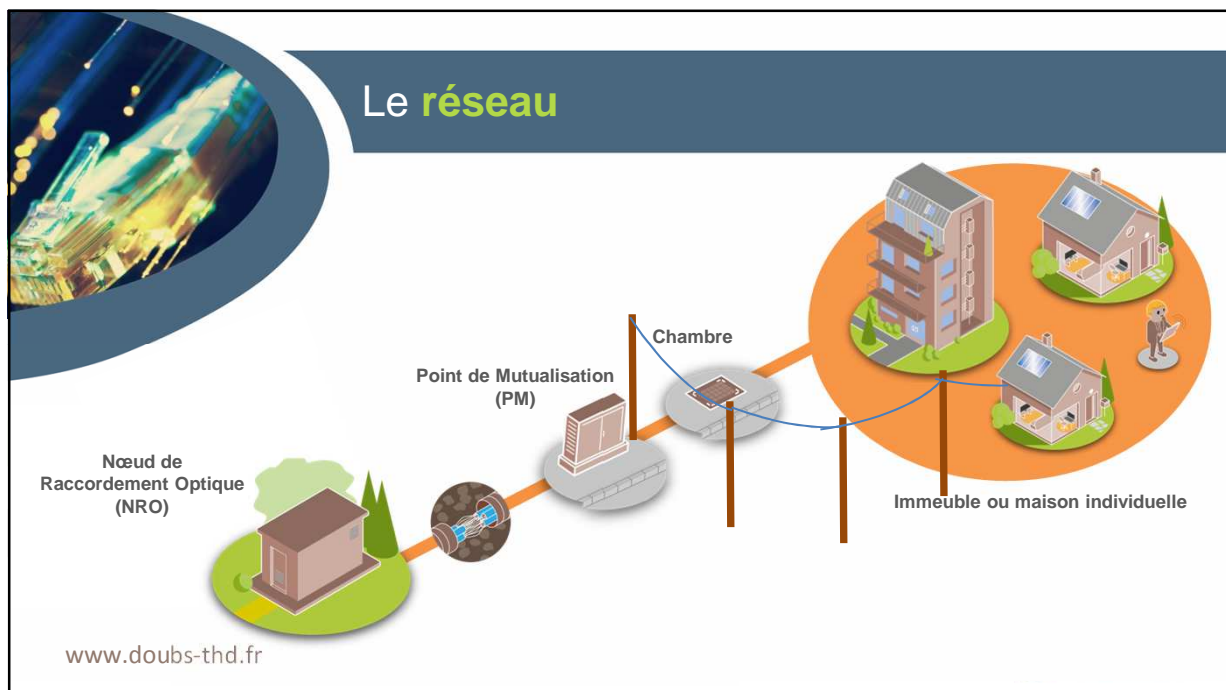 Le réseau
Chambre
Point de Mutualisation
(PM)
Nœud de
Raccordement Optique
(NRO)
Immeuble ou maison individuelle
www.doubs-thd.fr